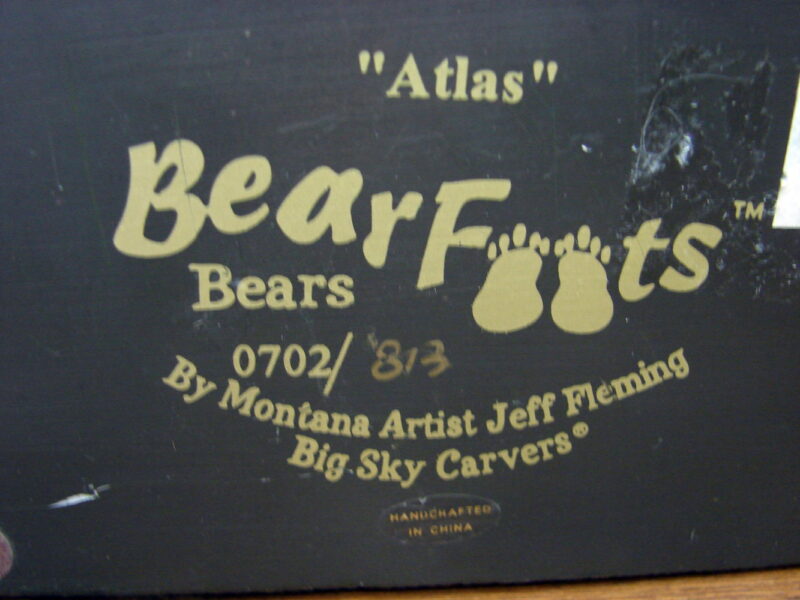 "Atlas"
BearFoots™
Bears
0702/ 813
By Montana Artist Jeff Fleming
Big Sky Carvers®
HANDCRAFTED
IN CHINA